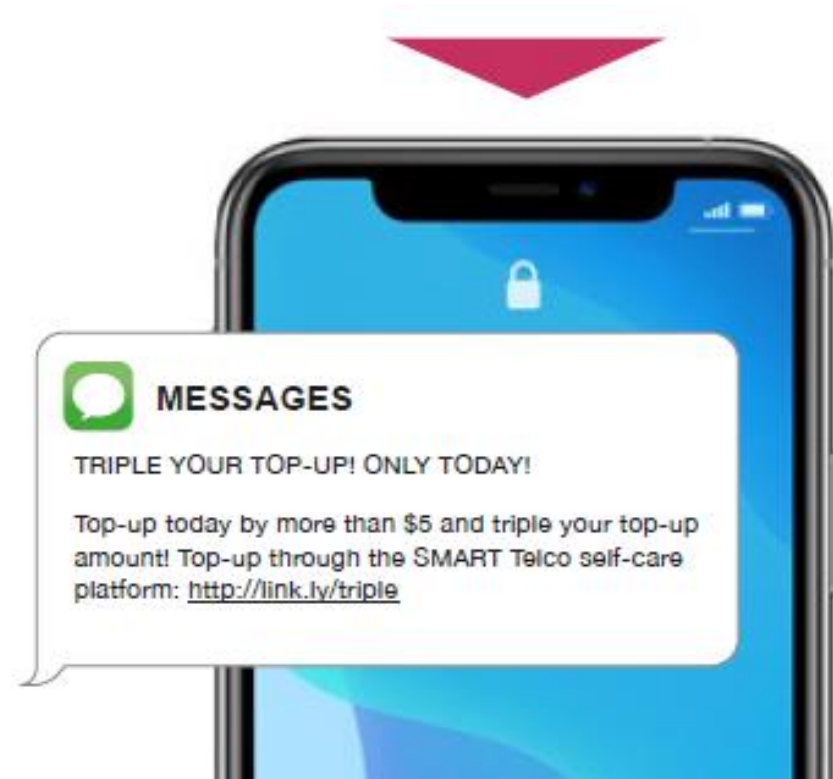 MESSAGES
TRIPLE YOUR TOP-UP! ONLY TODAY!
Top-up today by more than $5 and triple your top-up
amount! Top-up through the SMART Telco self-care
platform: http://link.ly/triple